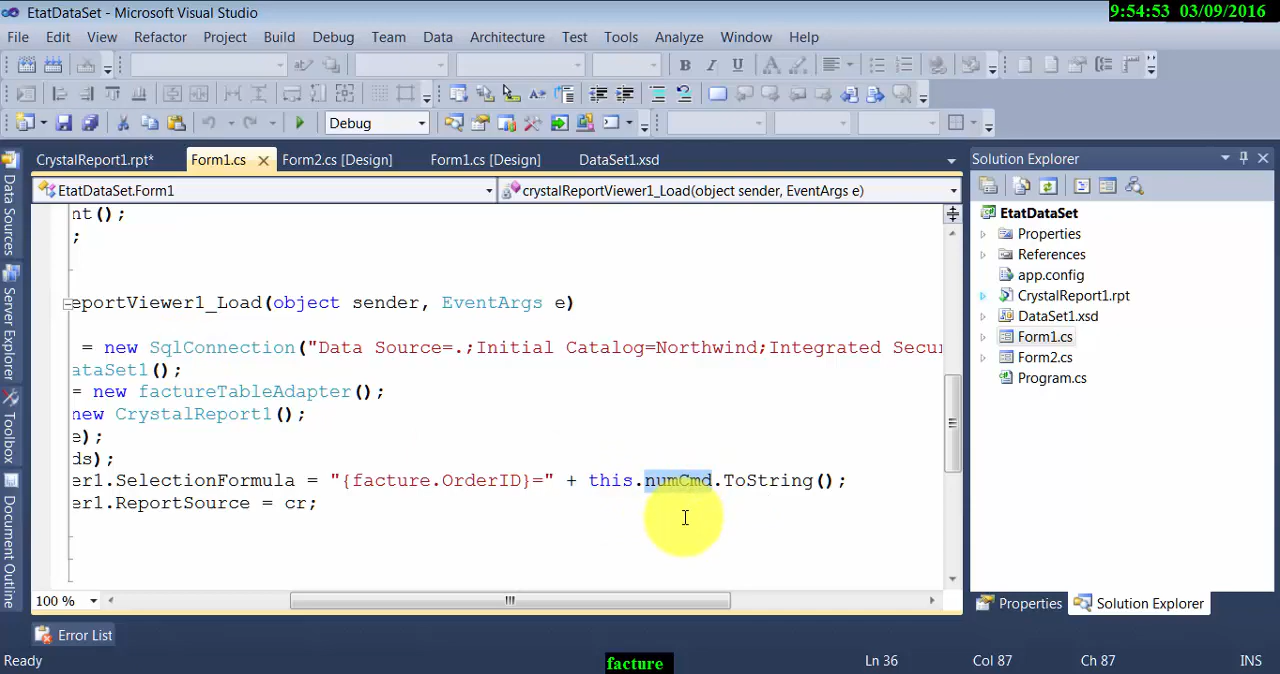 EtatDataSet - Microsoft Visual Studio
9:54:53 03/09/2016
File Edit View Refactor Project Build Debug Team Data Architecture Test Tools Analyze Window Help
Debug
CrystalReport1.rpt* Form1.cs Form2.cs [Design] Form1.cs [Design] DataSet1.xsd
EtatDataSet.Form1
crystalReportViewer1_Load(object sender, EventArgs e)
nt();
;
eportViewer1_Load(object sender, EventArgs e)
= new SqlConnection("Data Source=.;Initial Catalog=Northwind;Integrated Secu
ataSet1();
= new factureTableAdapter();
new CrystalReport1();
e);
ds);
er1.SelectionFormula = "{facture.OrderID}=" + this.numCmd.ToString();
er1.ReportSource = cr;
100 %
Data Sources
Server Explorer
Toolbox
Document Outline
Solution Explorer
EtatDataSet
Properties
References
app.config
CrystalReport1.rpt
DataSet1.xsd
Form1.cs
Form2.cs
Program.cs
Properties Solution Explorer
Error List
Ready
facture
Ln 36 Col 87 Ch 87 INS